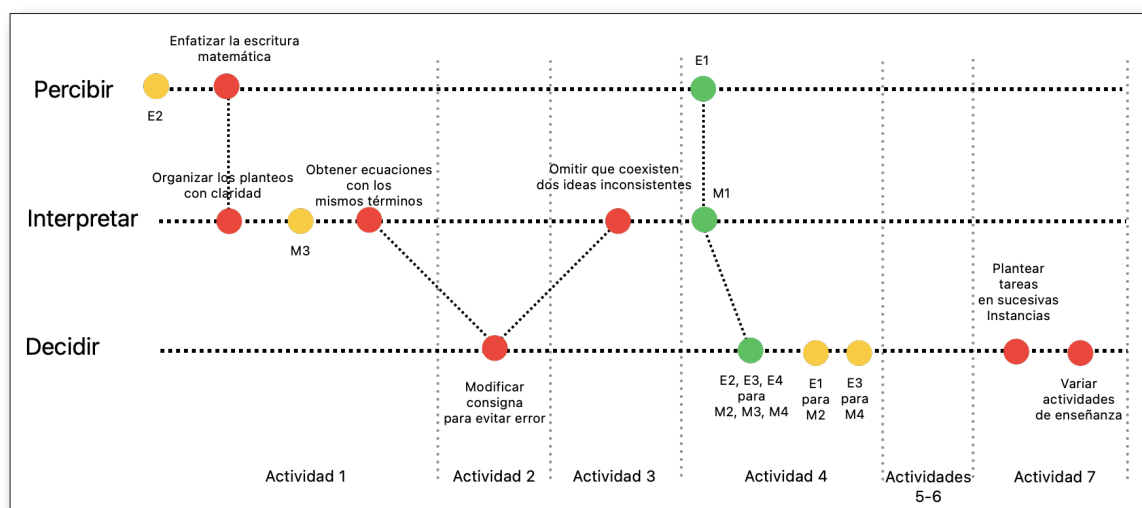 Enfatizar la escritura
matemática
E1
Percibir
E2
Organizar los planteos
con claridad
Obtener ecuaciones
con los
mismos términos
Omitir que coexisten
dos ideas inconsistentes
M1
Interpretar
M3
Plantear
tareas
en sucesivas
Instancias
Decidir
Modificar
consigna
para evitar error
E2, E3, E4
para
M2, M3, M4
E1
para
M2
E3
para
M4
Variar
actividades
de enseñanza
Actividad 1
Actividad 2
Actividad 3
Actividad 4
Actividades
5-6
Actividad 7